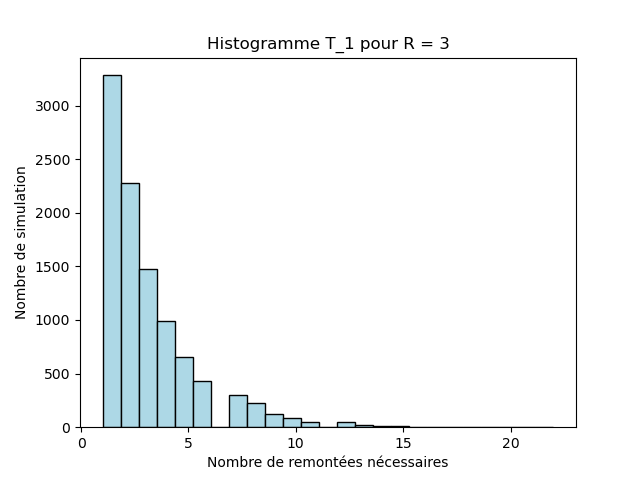 Histogramme T_1 pour R = 3
Nombre de simulation
3000
2500
2000
1500
1000
500
0
0 5 10 15 20
Nombre de remontées nécessaires